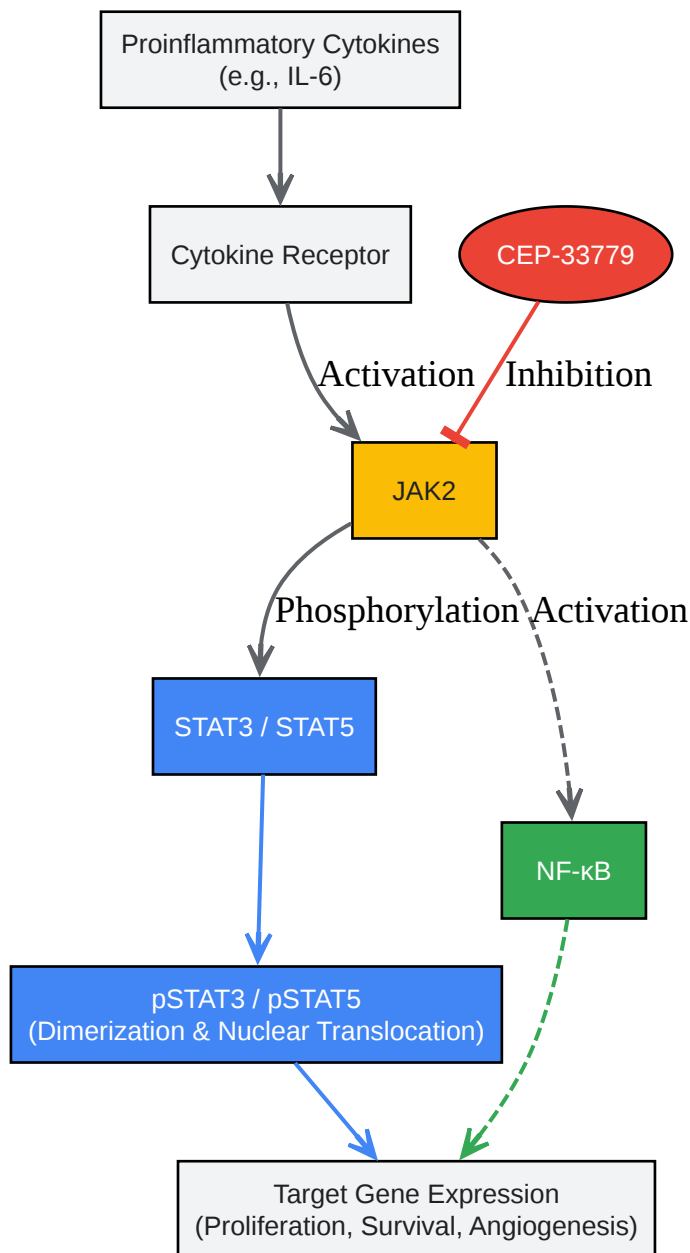 Proinflammatory Cytokines
(e.g., IL-6)
Cytokine Receptor
CEP-33779
Activation
Inhibition
JAK2
Phosphorylation
Activation
STAT3 / STAT5
NF-κB
pSTAT3 / pSTAT5
(Dimerization & Nuclear Translocation)
Target Gene Expression
(Proliferation, Survival, Angiogenesis)